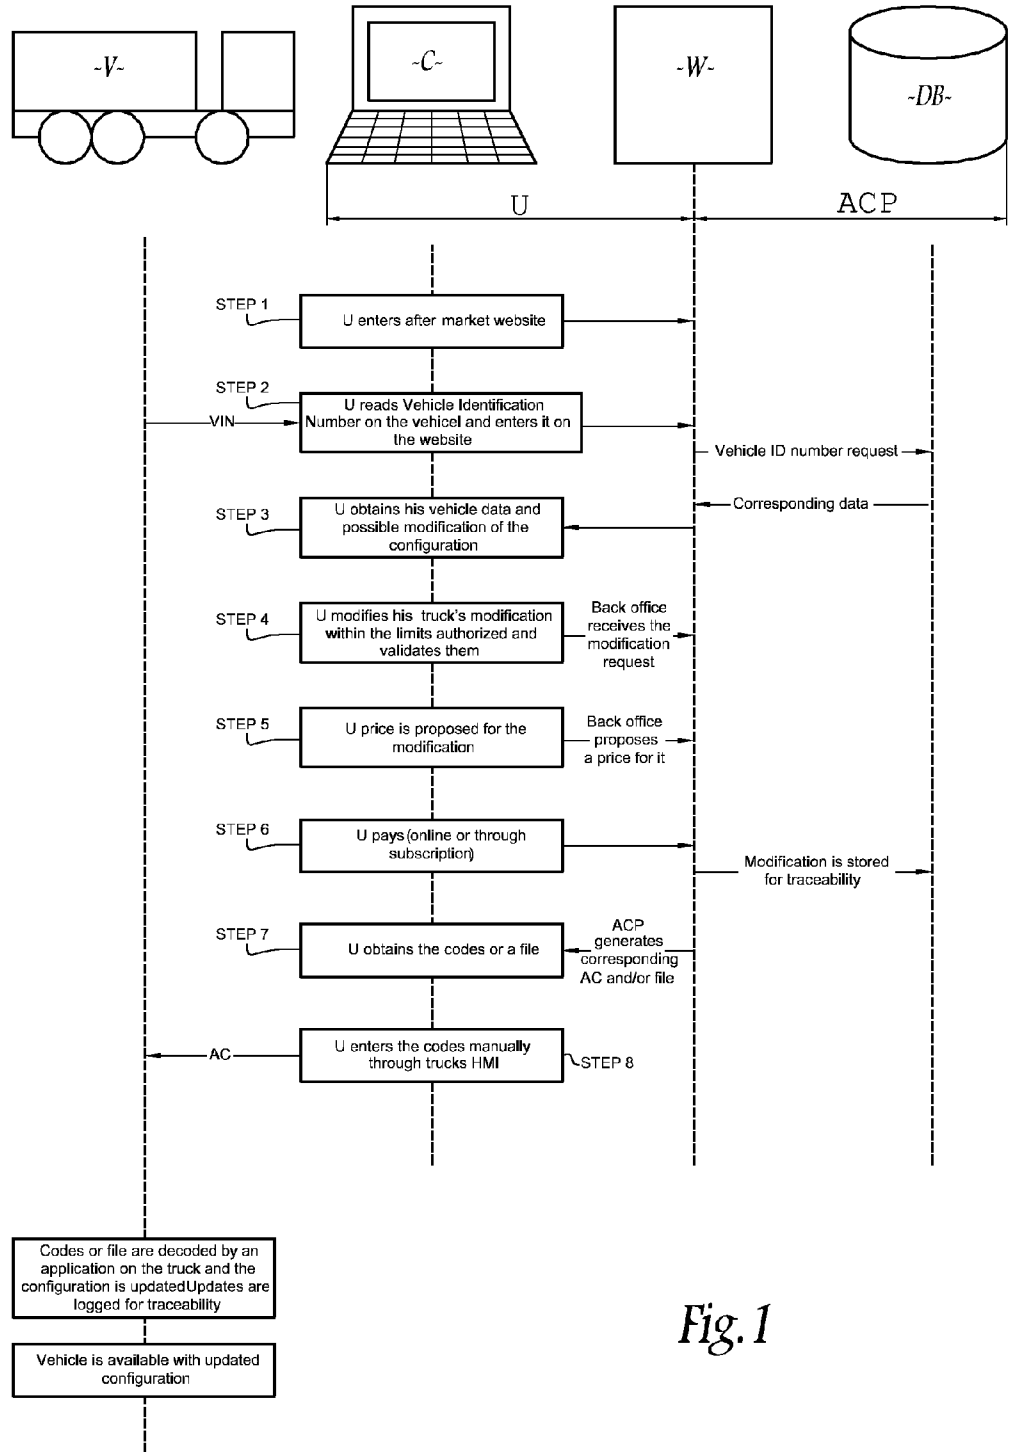 ~V~
~C~
~W~
~DB~
U
ACP
STEP 1
U enters after market website
STEP 2
U reads Vehicle Identification
Number on the vehicel and enters it on
the website
VIN
Vehicle ID number request
Corresponding data
STEP 3
U obtains his vehicle data and
possible modification of the
configuration
STEP 4
U modifies his truck's modification
within the limits authorized and
validates them
Back office
receives the
modification
request
STEP 5
U price is proposed for the
modification
Back office
proposes
a price for it
STEP 6
U pays (online or through
subscription)
Modification is stored
for traceability
STEP 7
U obtains the codes or a file
ACP
generates
corresponding
AC and/or file
U enters the codes manually
through trucks HMI
AC
STEP 8
Codes or file are decoded by an
application on the truck and the
configuration is updatedUpdates are
logged for traceability
Vehicle is available with updated
configuration
Fig. 1